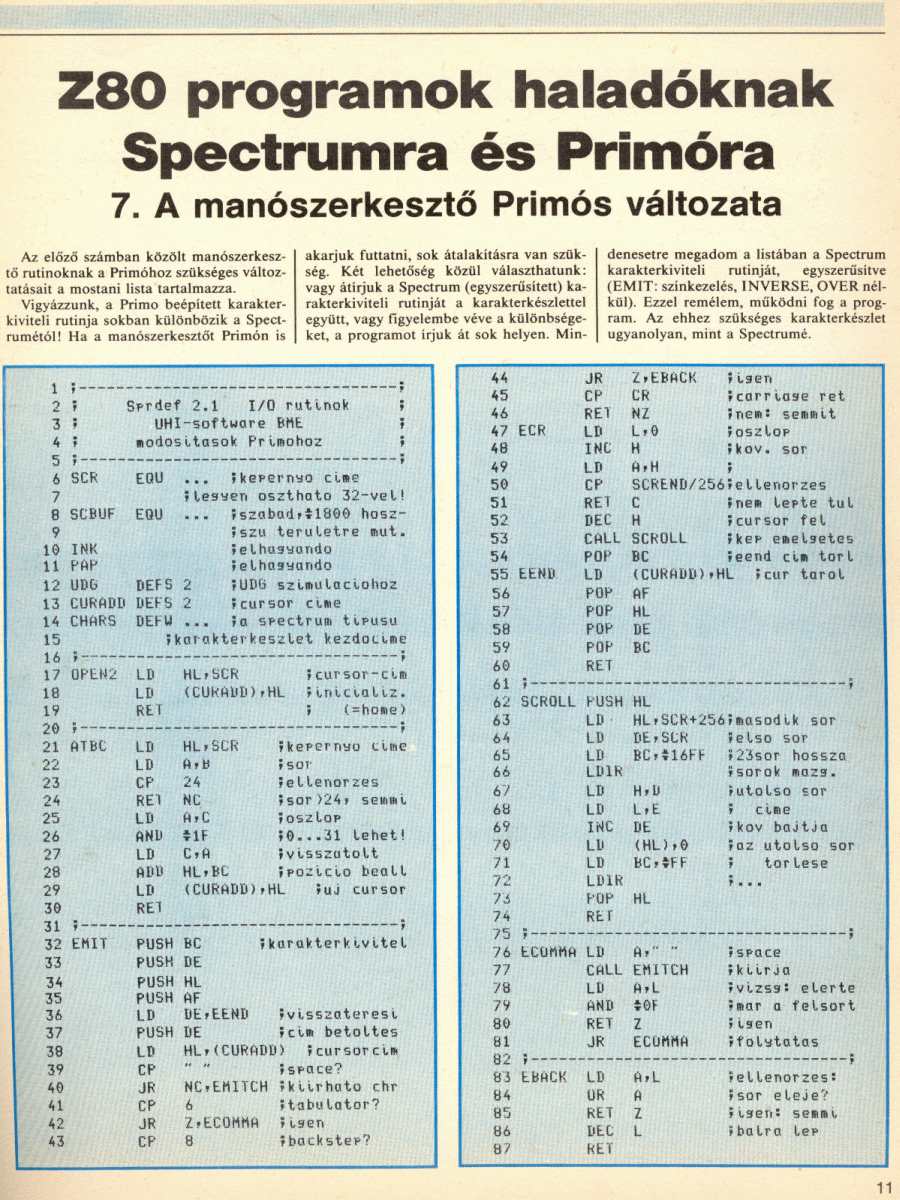 Z80 programok haladóknak
Spectrumra és Primóra
7. A manószerkesztő Primós változata
Az előző számban közölt manószerkesz-
tő rutinoknak a Primóhoz szükséges változ-
tatásait a mostani lista tartalmazza.
Vigyázzunk, a Primo beépített karakter-
kiviteli rutinja sokban különbözik a Spect-
rumétól! Ha a manószerkesztőt Primón is
akarjuk futtatni, sok átalakításra van szük-
ség. Két lehetőség közül választhatunk:
vagy átírjuk a Spectrum (egyszerűsített) ka-
rakterkiviteli rutinját a karakterkészlettel
együtt, vagy figyelembe véve a különbsége-
ket, a programot írjuk át sok helyen. Min-
denesetre megadom a listában a Spectrum
karakterkiviteli rutinját, egyszerűsitve
(EMIT: színkezelés, INVERSE, OVER nél-
kül). Ezzel remélem, működni fog a prog-
ram. Az ehhez szükséges karakterkészlet
ugyanolyan, mint a Spectrumé.
1 ;-----------------------------------;
2 ; Sprdef 2.1 I/O rutinok ;
3 ; UHI-software BME ;
4 ; modositasok Primohoz ;
5 ;-----------------------------------;
6 SCR EQU ... ;kepernyo cime
7 ;legyen oszthato 32-vel!
8 SCBUF EQU ... ;szabad,#1800 hosz-
9 ;szu teruletre mut.
10 INK ;elhagyando
11 PAP ;elhagyando
12 UDG DEFS 2 ;UDG szimulaciohoz
13 CURADD DEFS 2 ;cursor cime
14 CHARS DEFW ... ;a spectrum tipusu
15 ;karakterkeszlet kezdocime
16 ;-----------------------------------;
17 OPEN2 LD HL,SCR ;cursor-cim
18 LD (CURADD),HL ;inicializ.
19 RET ; (=home)
20 ;-----------------------------------;
21 ATBC LD HL,SCR ;kepernyo cime
22 LD A,B ;sor
23 CP 24 ;ellenorzes
24 RET NC ;sor>24, semmi
25 LD A,C ;oszlop
26 AND #1F ;0...31 lehet!
27 LD C,A ;visszatolt
28 ADD HL,BC ;pozicio beall
29 LD (CURADD),HL ;uj cursor
30 RET
31 ;-----------------------------------;
32 EMIT PUSH BC ;karakterkivitel
33 PUSH DE
34 PUSH HL
35 PUSH AF
36 LD DE,EEND ;visszateresi
37 PUSH DE ;cim betoltes
38 LD HL,(CURADD) ;cursorcim
39 CP " " ;space?
40 JR NC,EMITCH ;kiirhato chr
41 CP 6 ;tabulator?
42 JR Z,ECOMMA ;igen
43 CP 8 ;backstep?
44 JR Z,EBACK ;igen
45 CP CR ;carriage ret
46 RET NZ ;nem: semmit
47 ECR LD L,0 ;oszlop
48 INC H ;kov. sor
49 LD A,H ;
50 CP SCREND/256;ellenorzes
51 RET C ;nem lepte tul
52 DEC H ;cursor fel
53 CALL SCROLL ;kep emelgetes
54 POP BC ;eend cim torl
55 EEND LD (CURADD),HL ;cur tarol
56 POP AF
57 POP HL
58 POP DE
59 POP BC
60 RET
61 ;-----------------------------------;
62 SCROLL PUSH HL
63 LD HL,SCR+256;masodik sor
64 LD DE,SCR ;elso sor
65 LD BC,#16FF ;23sor hossza
66 LDIR ;sorok mozg.
67 LD H,D ;utolso sor
68 LD L,E ; cime
69 INC DE ;kov bajtja
70 LD (HL),0 ;az utolso sor
71 LD BC,#FF ; torlese
72 LDIR ;...
73 POP HL
74 RET
75 ;-----------------------------------;
76 ECOMMA LD A," " ;space
77 CALL EMITCH ;kiirja
78 LD A,L ;vizsg: elerte
79 AND #0F ;mar a felsort
80 RET Z ;igen
81 JR ECOMMA ;folytatas
82 ;-----------------------------------;
83 EBACK LD A,L ;ellenorzes:
84 OR A ;sor eleje?
85 RET Z ;igen: semmi
86 DEC L ;balra lep
87 RET
11